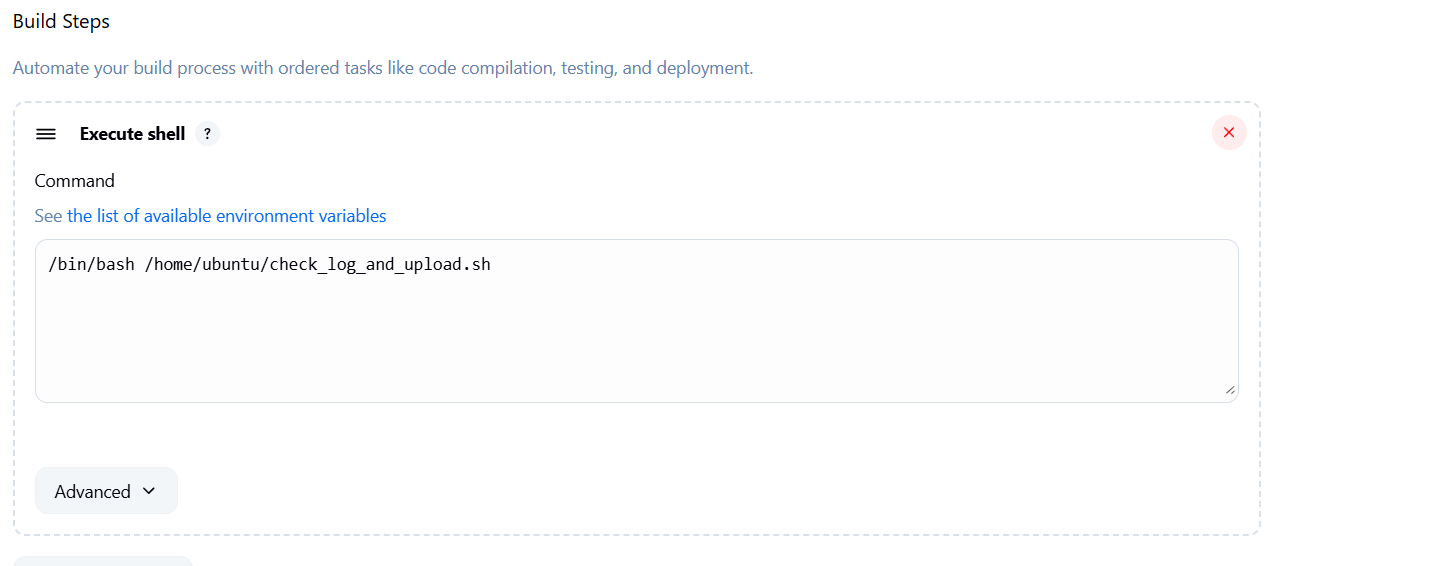 Build Steps
Automate your build process with ordered tasks like code compilation, testing, and deployment.
Execute shell ?
Command
See the list of available environment variables
/bin/bash /home/ubuntu/check_log_and_upload.sh
Advanced